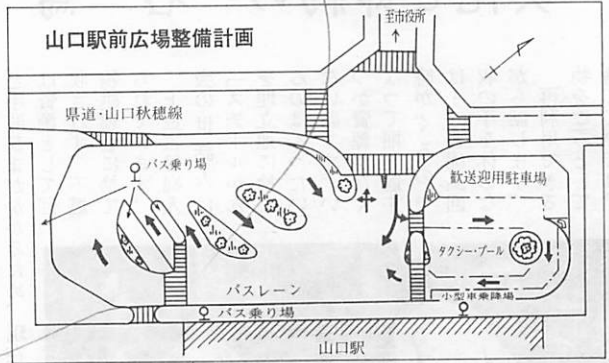 山口駅前広場整備計画
至市役所
県道・山口秋穂線
バス乗り場
歓送迎用駐車場
タクシー・プール
バスレーン
小型車乗降場
バス乗り場
山口駅